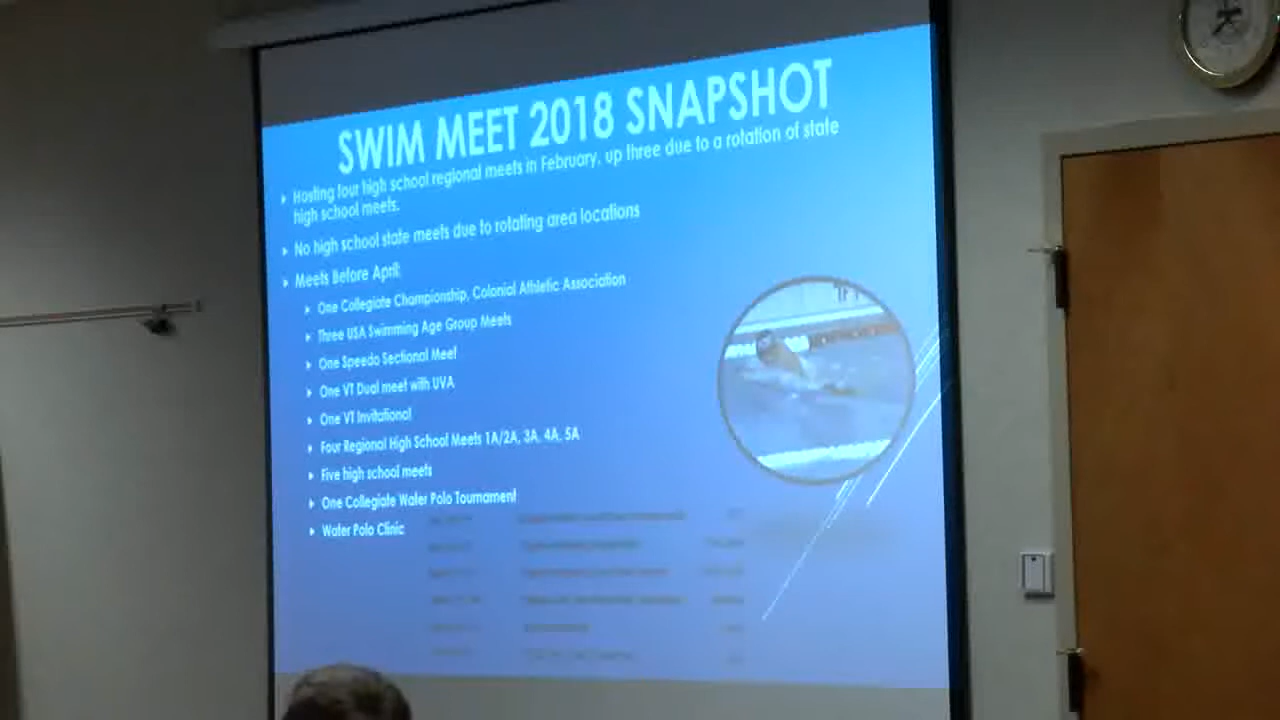 SWIM MEET 2018 SNAPSHOT
Hosting four high school regional meets in February, up three due to a rotation of state
high school meets.
No high school state meets due to rotating area locations
Meets Before April:
One Collegiate Championship, Colonial Athletic Association
Three USA Swimming Age Group Meets
One Speedo Sectional Meet
One VT Dual meet with UVA
One VT Invitational
Four Regional High School Meets 1A/2A, 3A, 4A, 5A
Five high school meets
One Collegiate Water Polo Tournament
Water Polo Clinic